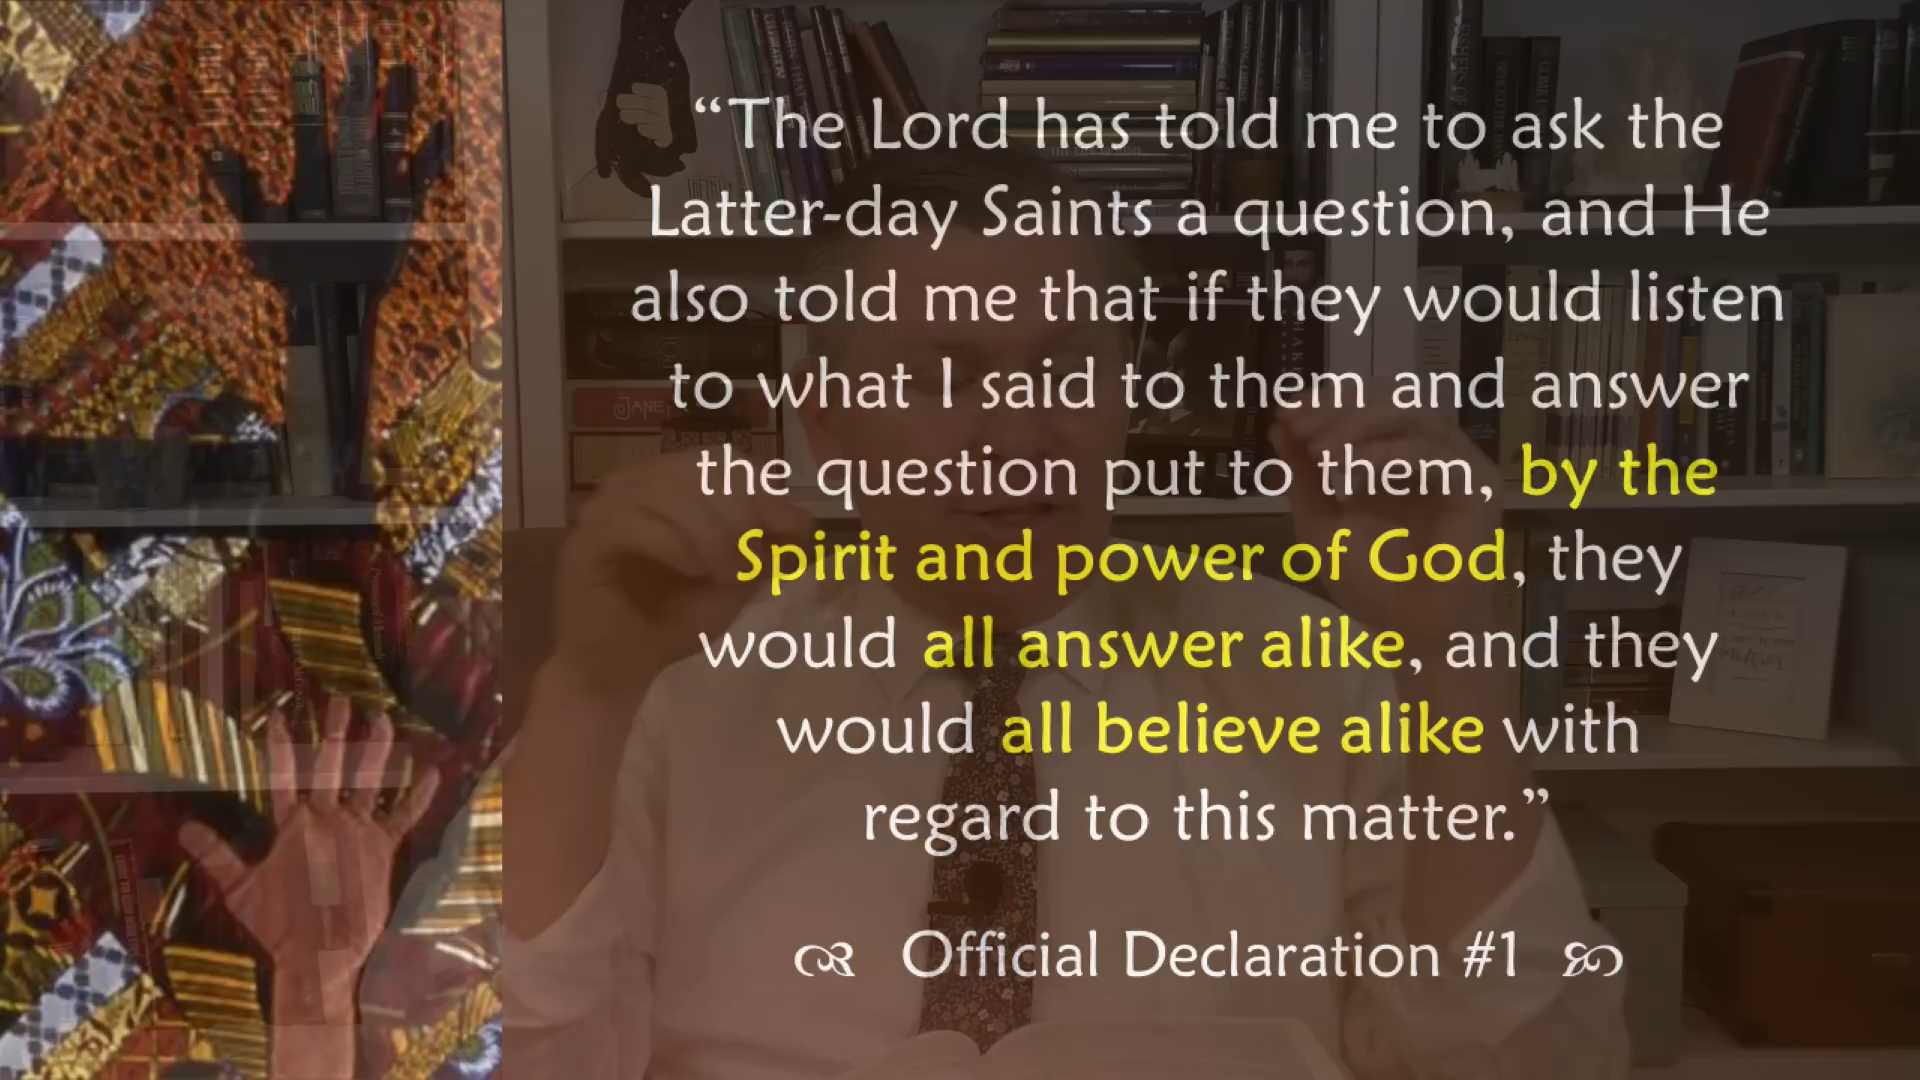 “The Lord has told me to ask the
Latter-day Saints a question, and He
also told me that if they would listen
to what I said to them and answer
the question put to them, by the
Spirit and power of God, they
would all answer alike, and they
would all believe alike with
regard to this matter.”
Official Declaration #1
JANE